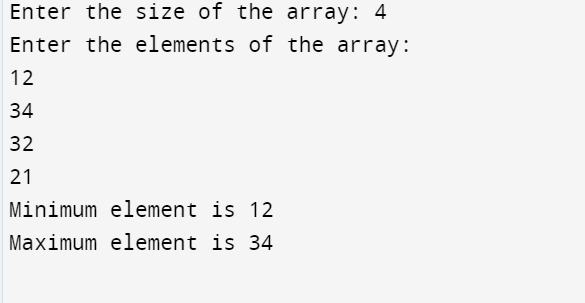 Enter the size of the array: 4
Enter the elements of the array:
12
34
32
21
Minimum element is 12
Maximum element is 34